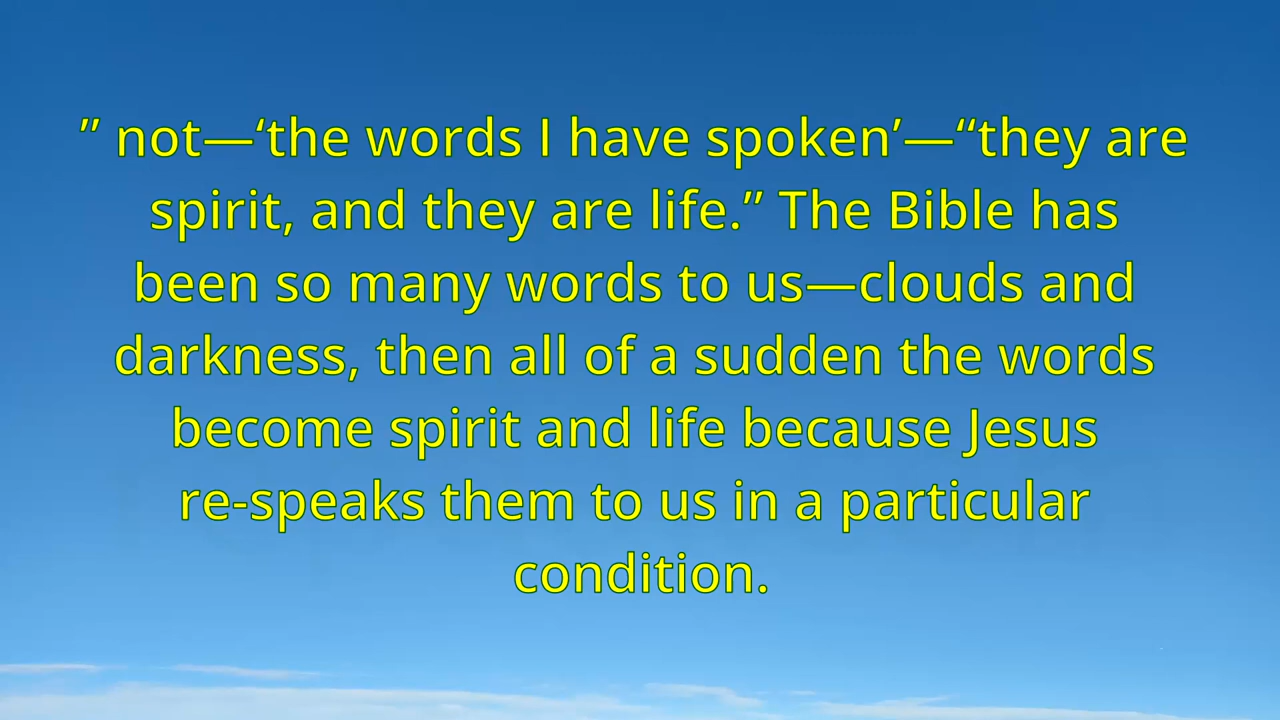 ” not—‘the words I have spoken’—“they are
spirit, and they are life.” The Bible has
been so many words to us—clouds and
darkness, then all of a sudden the words
become spirit and life because Jesus
re-speaks them to us in a particular
condition.